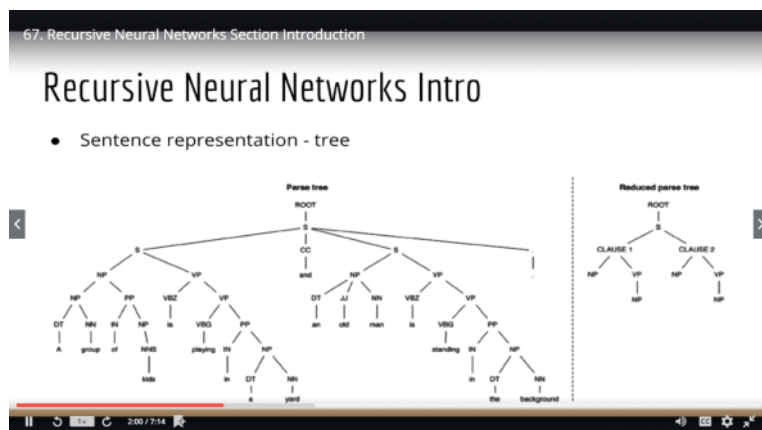 67. Recursive Neural Networks Section Introduction
Recursive Neural Networks Intro
● Sentence representation - tree
Parse tree
Reduced parse tree
ROOT
ROOT
S
S
S CC S .
CLAUSE 1 CLAUSE 2
NP VP and NP VP .
NP VP NP VP
NP PP VBZ VP DT JJ NN VBZ VP
NP NP
DT NN IN NP is VBG PP an old man is VBG PP
A group of NNS playing IN NP standing IN NP
kids in DT NN in DT NN
a yard the background
1x 2:00 / 7:14 CC